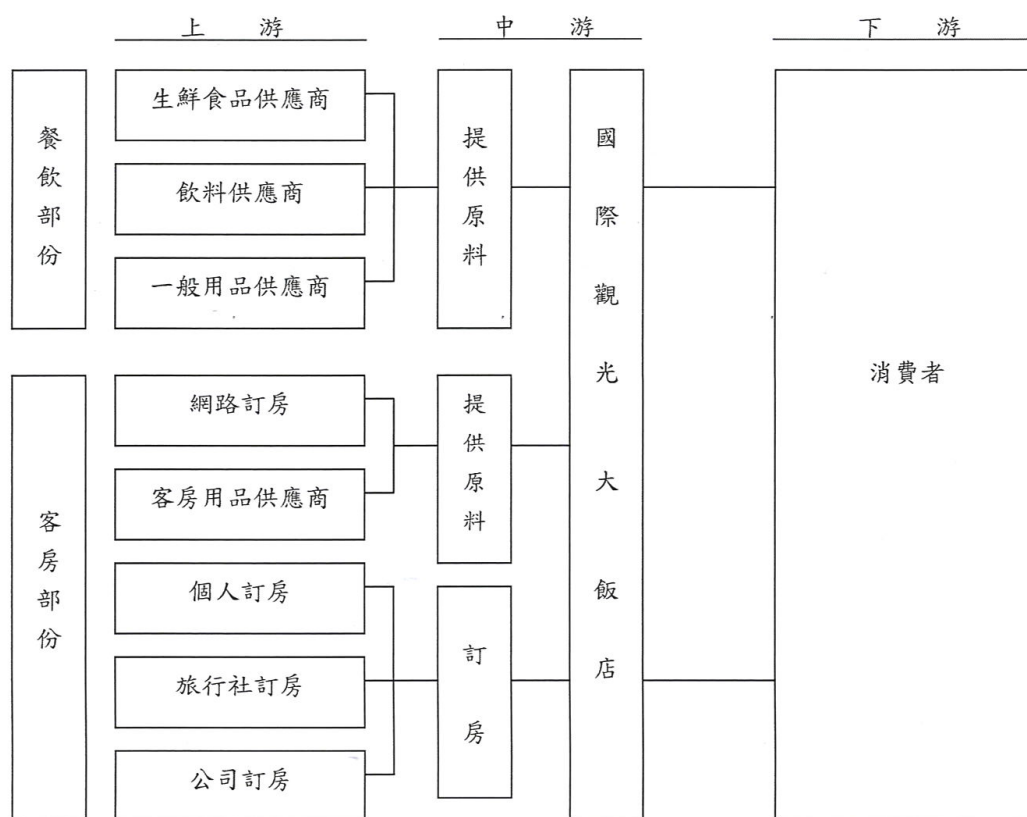 上游
中游
下游
餐飲部份
生鮮食品供應商
飲料供應商
一般用品供應商
提供原料
國際觀光大飯店
消費者
客房部份
網路訂房
客房用品供應商
個人訂房
旅行社訂房
公司訂房
提供原料
訂房